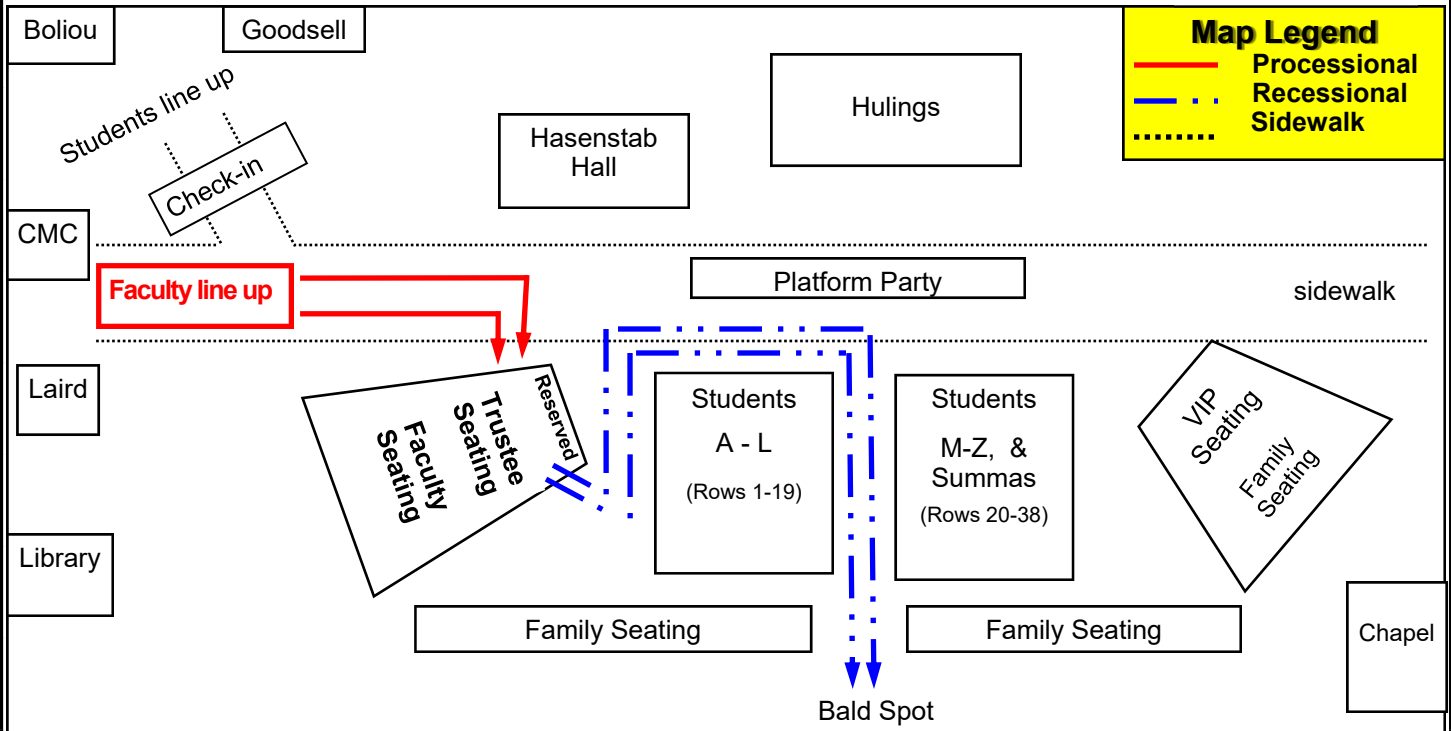 Boliou
Goodsell
Map Legend
Processional
Recessional
Sidewalk
Students line up
Check-in
Hasenstab
Hall
Hulings
CMC
Faculty line up
Platform Party
sidewalk
Laird
Reserved
Trustee
Seating
Faculty
Seating
Students
A - L
(Rows 1-19)
Students
M-Z, &
Summas
(Rows 20-38)
VIP
Seating
Family
Seating
Library
Family Seating
Family Seating
Chapel
Bald Spot